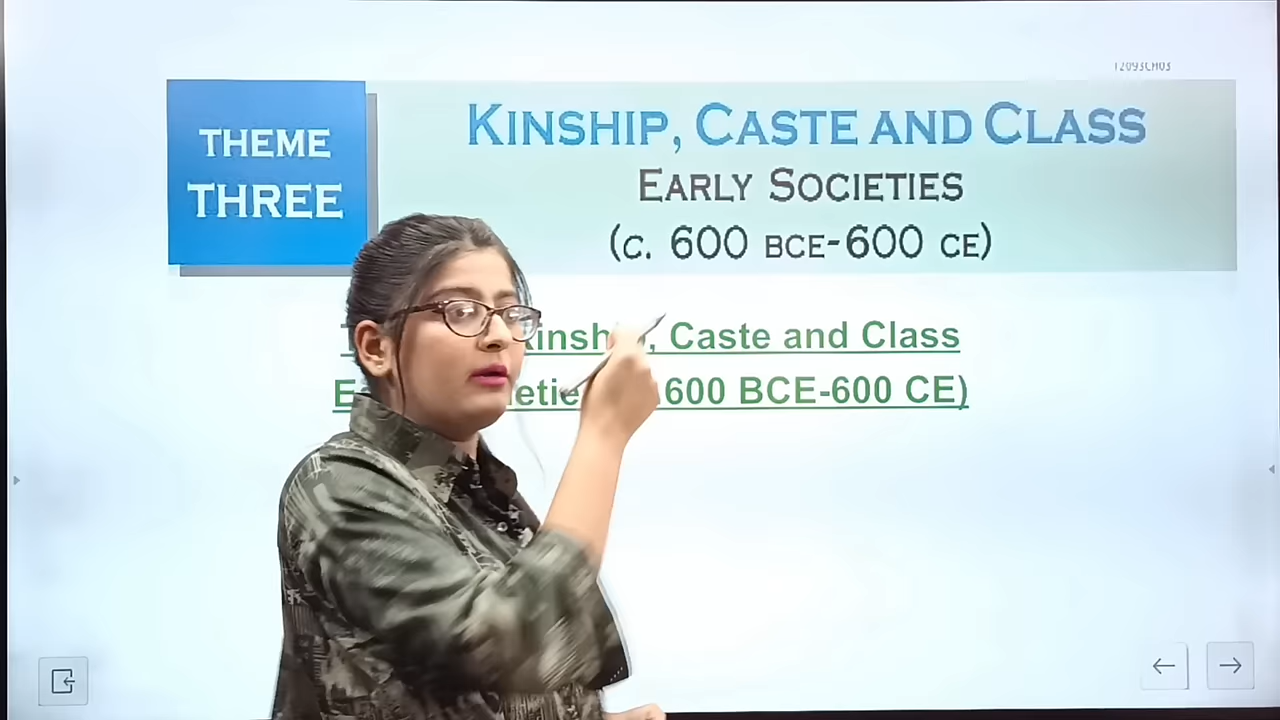 12093CH03
THEME
THREE
KINSHIP, CASTE AND CLASS
EARLY SOCIETIES
(C. 600 BCE-600 CE)
Caste and Class
600 BCE-600 CE)